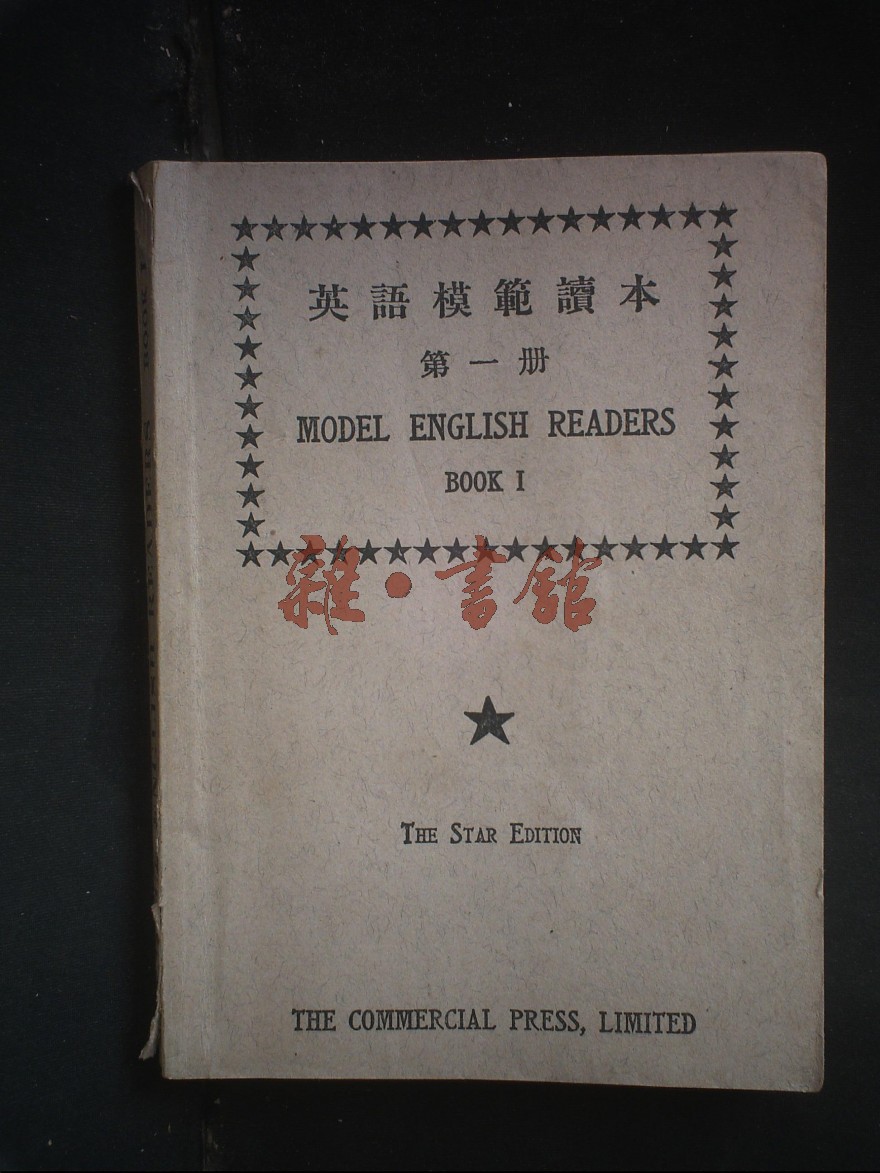 英語模範讀本
第一册
MODEL ENGLISH READERS
BOOK I
雜·書館
THE STAR EDITION
THE COMMERCIAL PRESS, LIMITED